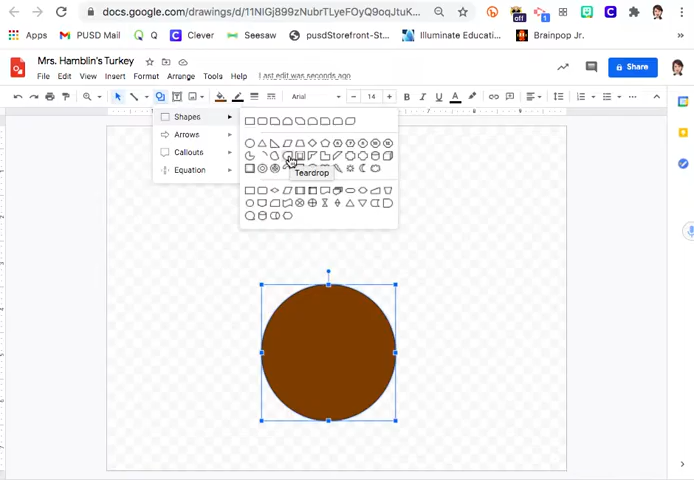 docs.google.com/drawings/d/11NIGj899zNubrTLyeFOyQ9oqJtuK...
off
1
Apps
PUSD Mail
Q
Clever
Seesaw
pusdStorefront-St...
Illuminate Educati...
Brainpop Jr.
Mrs. Hamblin's Turkey
File Edit View Insert Format Arrange Tools Help Last edit was seconds ago
Share
Arial
14
B I U A
Shapes
Arrows
Callouts
Equation
Teardrop